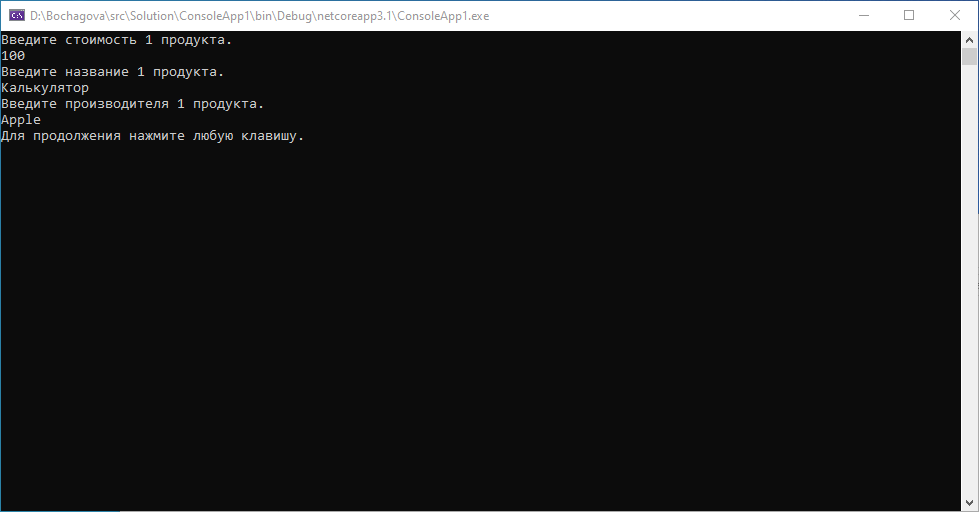 D:\Bochagova\src\Solution\ConsoleApp1\bin\Debug\netcoreapp3.1\ConsoleApp1.exe
Введите стоимость 1 продукта.
100
Введите название 1 продукта.
Калькулятор
Введите производителя 1 продукта.
Apple
Для продолжения нажмите любую клавишу.